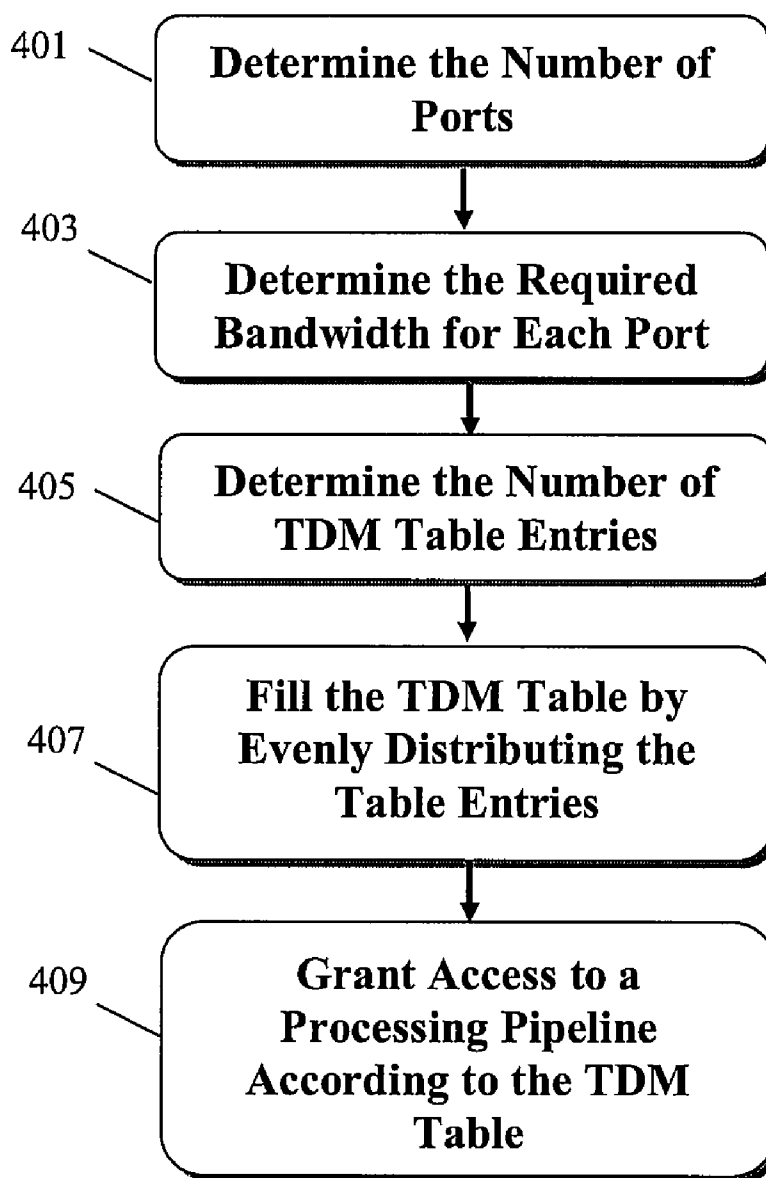 401
Determine the Number of
Ports
403
Determine the Required
Bandwidth for Each Port
405
Determine the Number of
TDM Table Entries
407
Fill the TDM Table by
Evenly Distributing the
Table Entries
409
Grant Access to a
Processing Pipeline
According to the TDM
Table